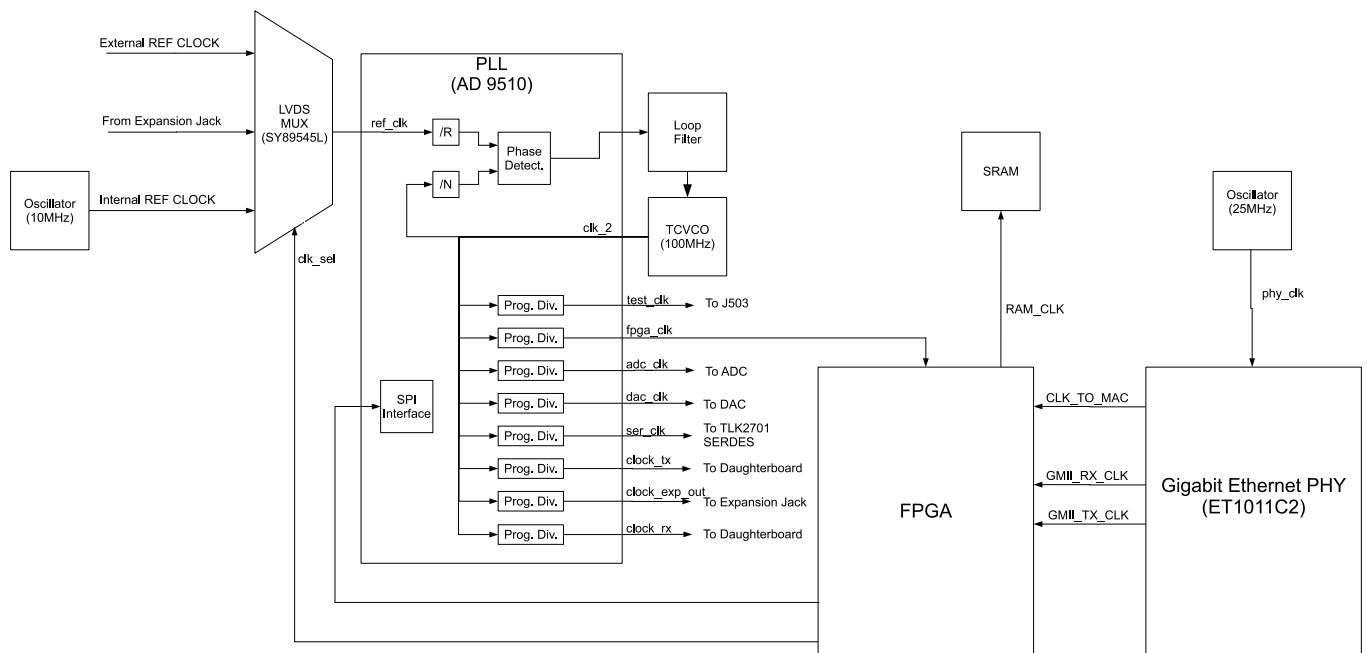 External REF CLOCK
From Expansion Jack
Oscillator
(10MHz)
Internal REF CLOCK
LVDS
MUX
(SY89545L)
clk_sel
ref_clk
PLL
(AD 9510)
/R
/N
Phase
Detect.
Loop
Filter
TCVCO
(100MHz)
clk_2
Prog. Div.
test_clk
To J503
Prog. Div.
fpga_clk
Prog. Div.
adc_clk
To ADC
Prog. Div.
dac_clk
To DAC
Prog. Div.
ser_clk
To TLK2701
SERDES
Prog. Div.
clock_tx
To Daughterboard
Prog. Div.
clock_exp_out
To Expansion Jack
Prog. Div.
clock_rx
To Daughterboard
SPI
Interface
SRAM
RAM_CLK
Oscillator
(25MHz)
phy_clk
FPGA
CLK_TO_MAC
GMII_RX_CLK
GMII_TX_CLK
Gigabit Ethernet PHY
(ET1011C2)